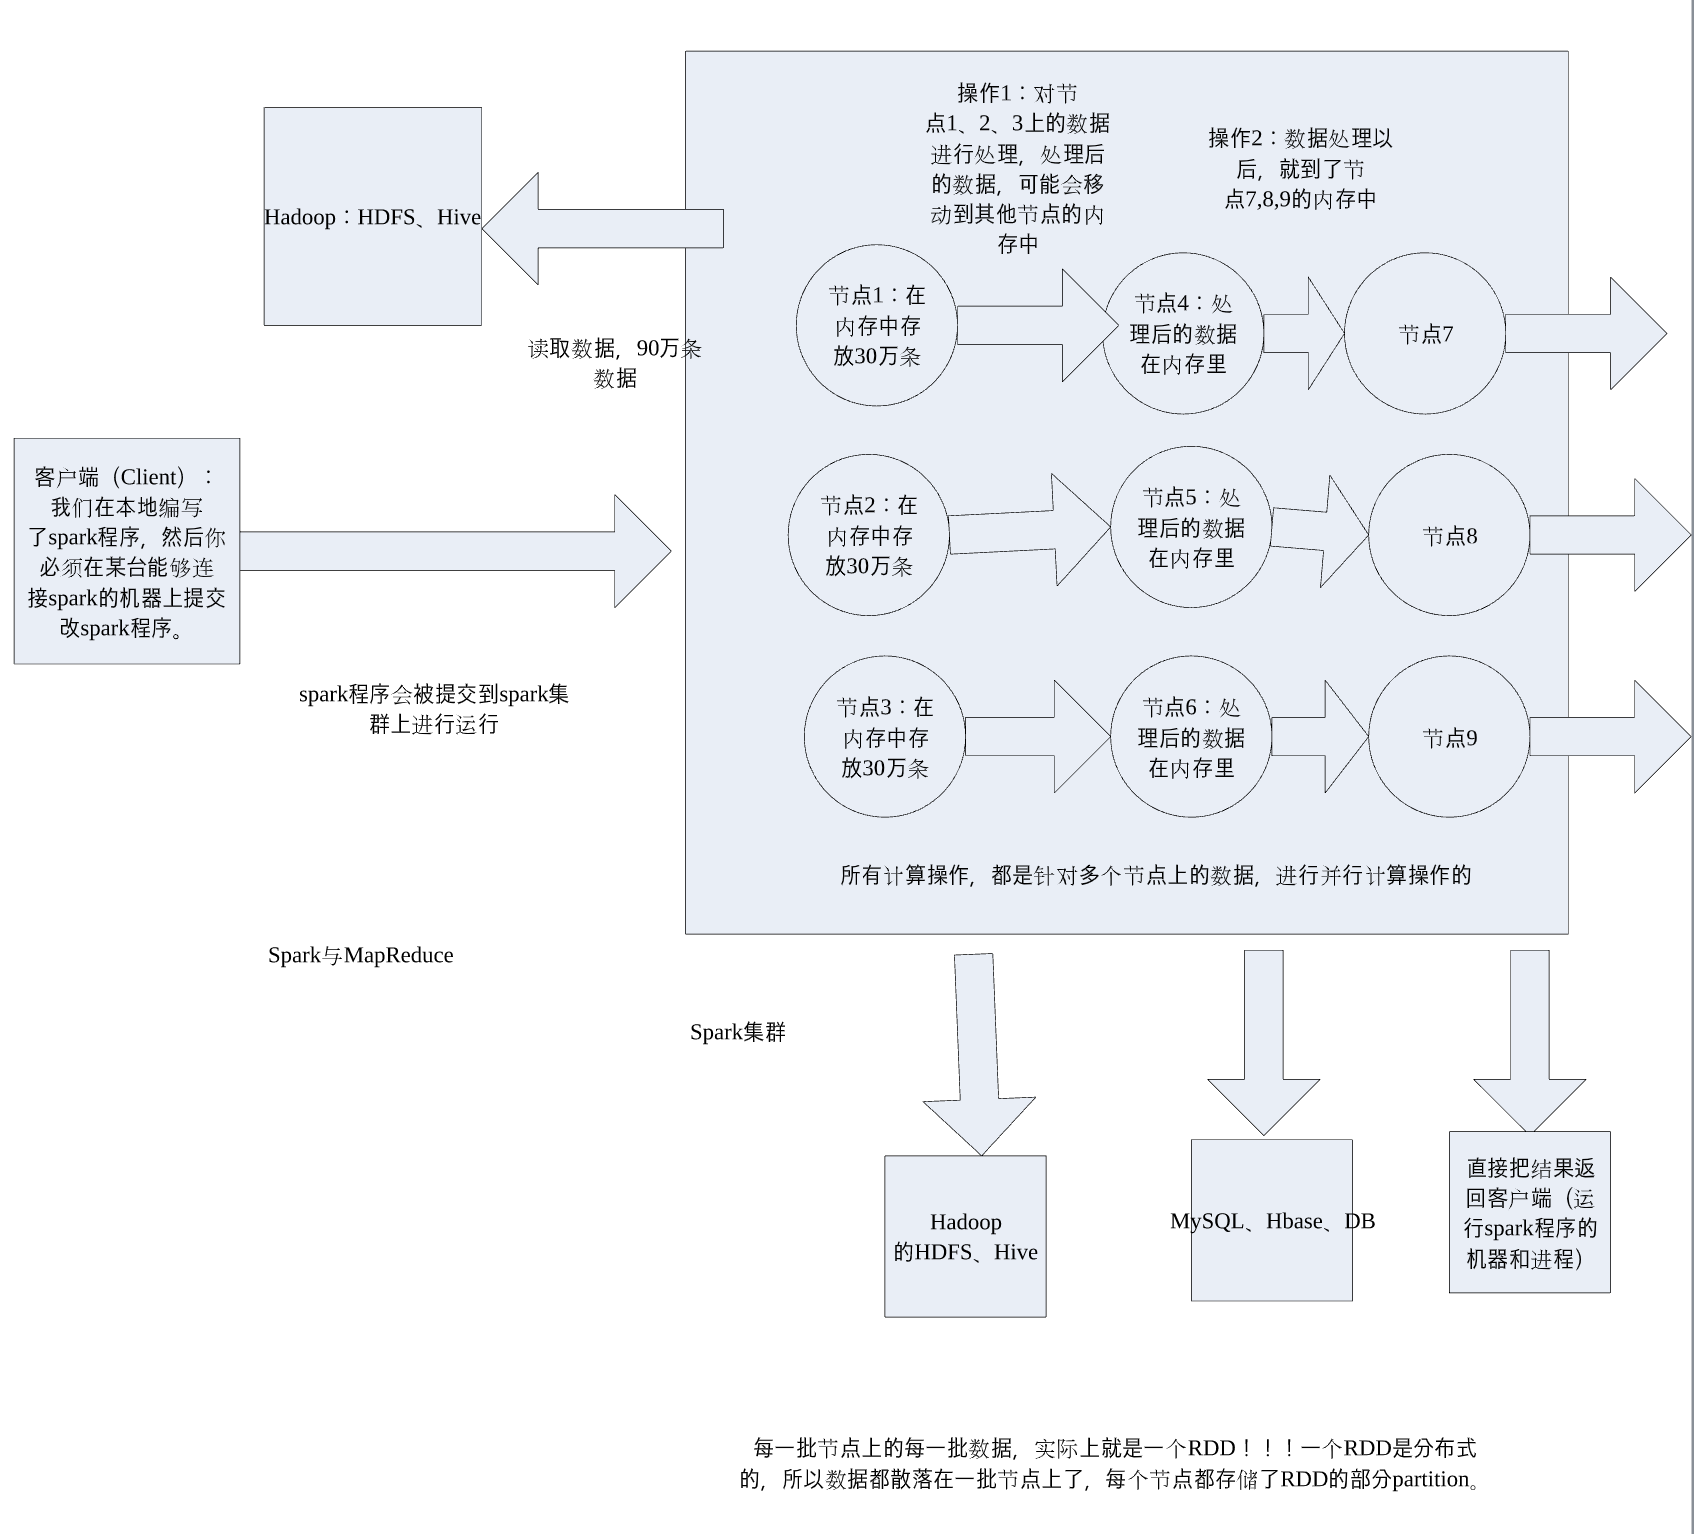 操作1：对节
点1、2、3上的数据
进行处理，处理后
的数据，可能会移
动到其他节点的内
存中
操作2：数据处理以
后，就到了节
点7,8,9的内存中
Hadoop：HDFS、Hive
读取数据，90万条
数据
节点1：在
内存中存
放30万条
节点4：处
理后的数据
在内存里
节点7
客户端（Client）：
我们在本地编写
了spark程序，然后你
必须在某台能够连
接spark的机器上提交
改spark程序。
节点2：在
内存中存
放30万条
节点5：处
理后的数据
在内存里
节点8
spark程序会被提交到spark集
群上进行运行
节点3：在
内存中存
放30万条
节点6：处
理后的数据
在内存里
节点9
所有计算操作，都是针对多个节点上的数据，进行并行计算操作的
Spark与MapReduce
Spark集群
Hadoop
的HDFS、Hive
MySQL、Hbase、DB
直接把结果返
回客户端（运
行spark程序的
机器和进程）
每一批节点上的每一批数据，实际上就是一个RDD！！！一个RDD是分布式
的，所以数据都散落在一批节点上了，每个节点都存储了RDD的部分partition。